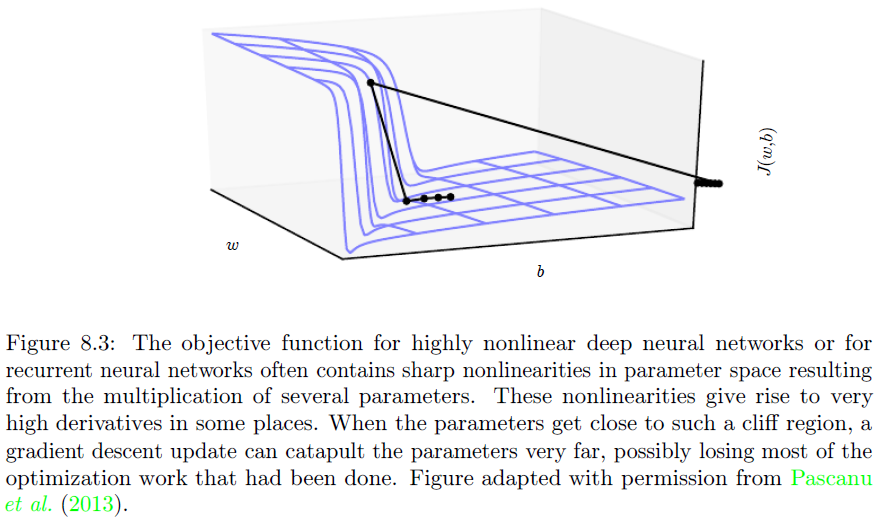 J(w,b)
w
b
Figure 8.3: The objective function for highly nonlinear deep neural networks or for
recurrent neural networks often contains sharp nonlinearities in parameter space resulting
from the multiplication of several parameters. These nonlinearities give rise to very
high derivatives in some places. When the parameters get close to such a cliff region, a
gradient descent update can catapult the parameters very far, possibly losing most of the
optimization work that had been done. Figure adapted with permission from Pascanu
et al. (2013).